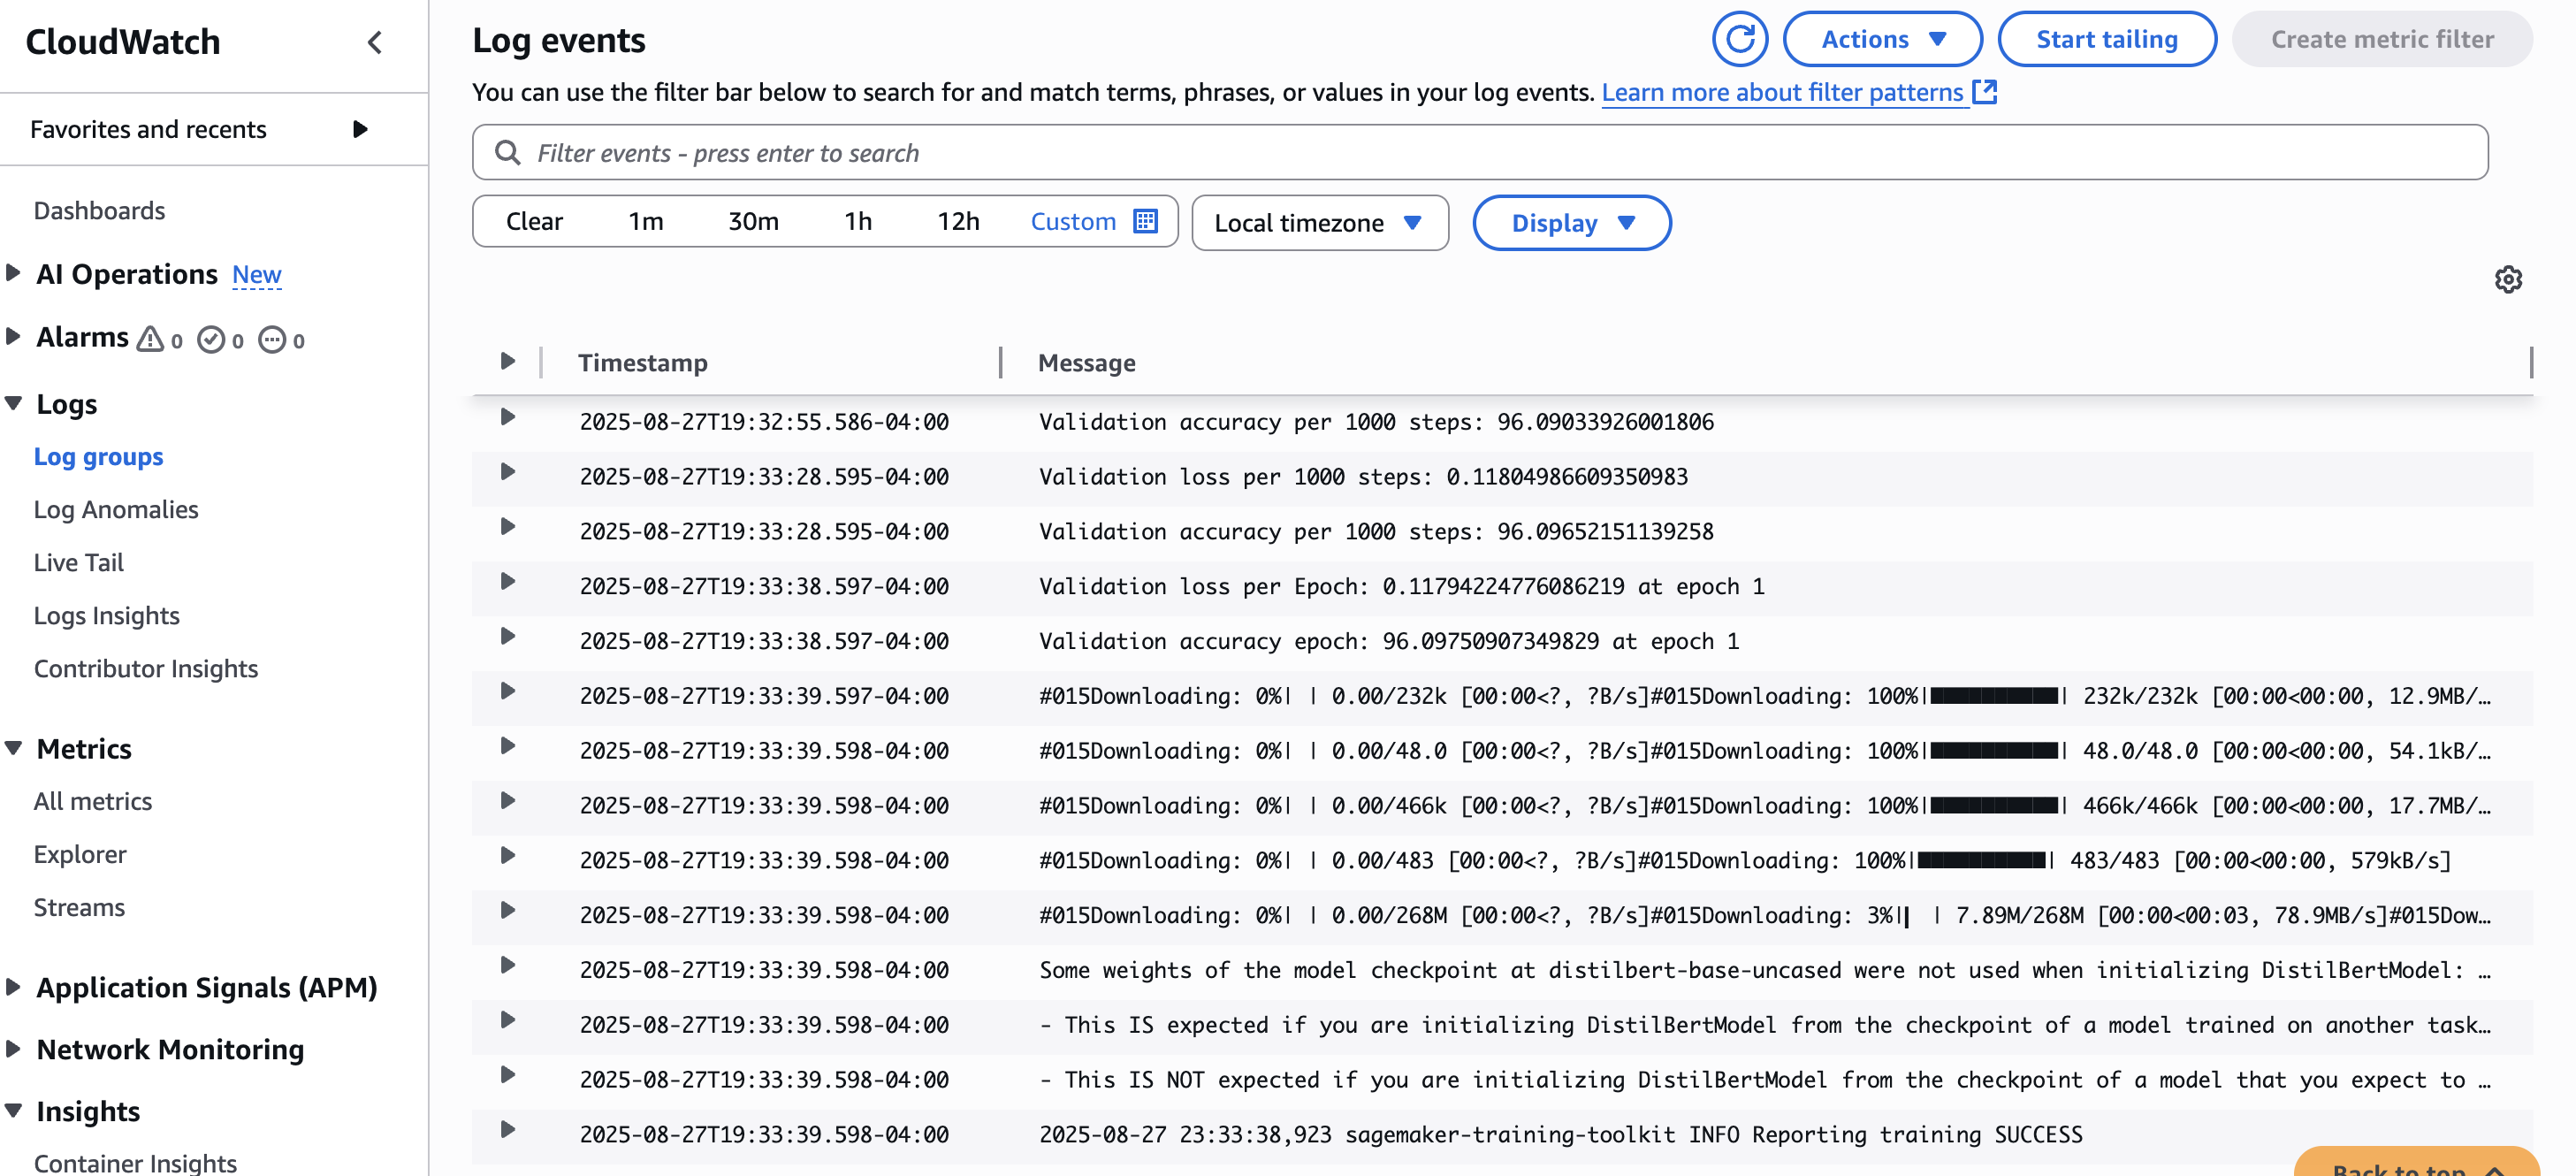 CloudWatch
Favorites and recents
Dashboards
AI Operations New
Alarms 0 0 0
Logs
Log groups
Log Anomalies
Live Tail
Logs Insights
Contributor Insights
Metrics
All metrics
Explorer
Streams
Application Signals (APM)
Network Monitoring
Insights
Container Insights
Log events
Actions
Start tailing
Create metric filter
You can use the filter bar below to search for and match terms, phrases, or values in your log events. Learn more about filter patterns
Filter events - press enter to search
Clear 1m 30m 1h 12h Custom Local timezone Display
Timestamp Message
2025-08-27T19:32:55.586-04:00 Validation accuracy per 1000 steps: 96.09033926001806
2025-08-27T19:33:28.595-04:00 Validation loss per 1000 steps: 0.11804986609350983
2025-08-27T19:33:28.595-04:00 Validation accuracy per 1000 steps: 96.09652151139258
2025-08-27T19:33:38.597-04:00 Validation loss per Epoch: 0.11794224776086219 at epoch 1
2025-08-27T19:33:38.597-04:00 Validation accuracy epoch: 96.09750907349829 at epoch 1
2025-08-27T19:33:39.597-04:00 #015Downloading: 0%| | 0.00/232k [00:00<?, ?B/s]#015Downloading: 100%|██████████| 232k/232k [00:00<00:00, 12.9MB/…
2025-08-27T19:33:39.598-04:00 #015Downloading: 0%| | 0.00/48.0 [00:00<?, ?B/s]#015Downloading: 100%|██████████| 48.0/48.0 [00:00<00:00, 54.1kB/…
2025-08-27T19:33:39.598-04:00 #015Downloading: 0%| | 0.00/466k [00:00<?, ?B/s]#015Downloading: 100%|██████████| 466k/466k [00:00<00:00, 17.7MB/…
2025-08-27T19:33:39.598-04:00 #015Downloading: 0%| | 0.00/483 [00:00<?, ?B/s]#015Downloading: 100%|██████████| 483/483 [00:00<00:00, 579kB/s]
2025-08-27T19:33:39.598-04:00 #015Downloading: 0%| | 0.00/268M [00:00<?, ?B/s]#015Downloading: 3%|▎ | 7.89M/268M [00:00<00:03, 78.9MB/s]#015Dow…
2025-08-27T19:33:39.598-04:00 Some weights of the model checkpoint at distilbert-base-uncased were not used when initializing DistilBertModel: …
2025-08-27T19:33:39.598-04:00 - This IS expected if you are initializing DistilBertModel from the checkpoint of a model trained on another task…
2025-08-27T19:33:39.598-04:00 - This IS NOT expected if you are initializing DistilBertModel from the checkpoint of a model that you expect to …
2025-08-27T19:33:39.598-04:00 2025-08-27 23:33:38,923 sagemaker-training-toolkit INFO Reporting training SUCCESS
Back to top